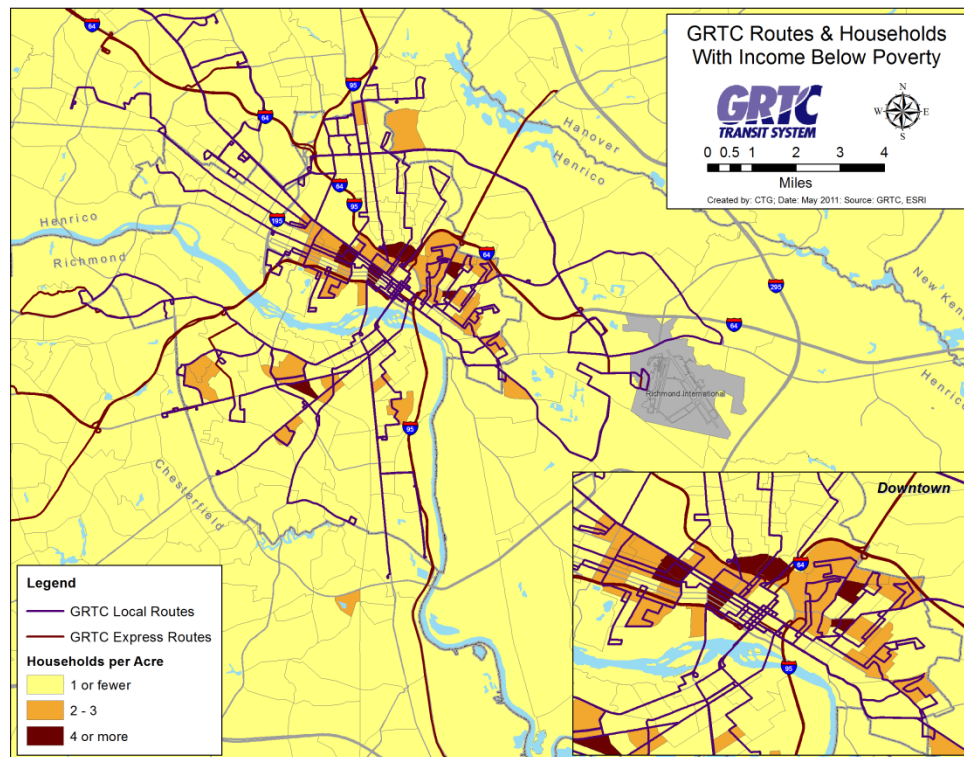 GRTC Routes & Households
With Income Below Poverty
GRTC
TRANSIT SYSTEM
N
W E
S
0 0.5 1 2 3 4
Miles
Created by: CTG; Date: May 2011: Source: GRTC, ESRI
64
95
64
Hanover
Henrico
64
95
195
Henrico
Richmond
64
295
64
New Kent
Henrico
Richmond International
95
Chesterfield
Downtown
64
95
Legend
GRTC Local Routes
GRTC Express Routes
Households per Acre
1 or fewer
2 - 3
4 or more